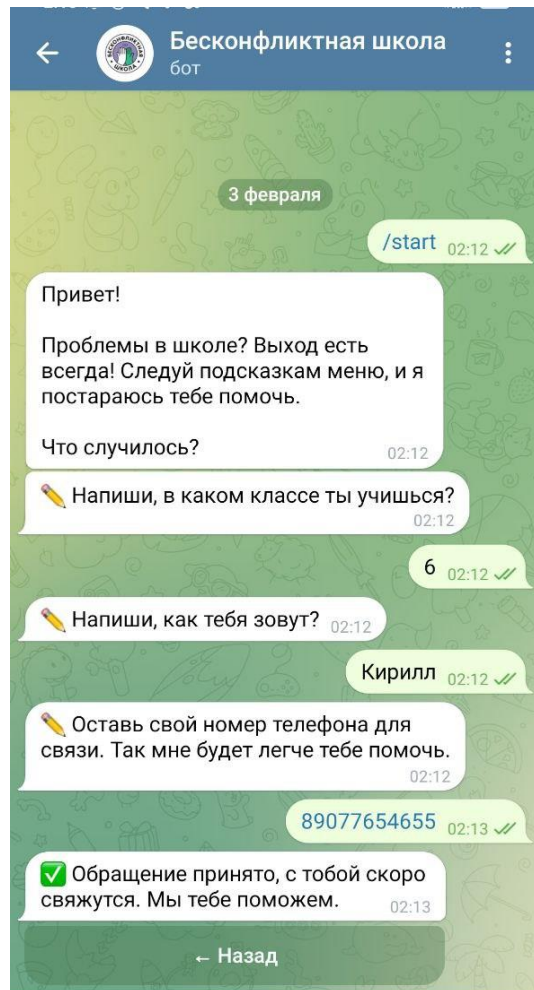 Бесконфликтная школа
бот
3 февраля
/start 02:12
Привет!
Проблемы в школе? Выход есть
всегда! Следуй подсказкам меню, и я
постараюсь тебе помочь.
Что случилось?
02:12
Напиши, в каком классе ты учишься?
02:12
6 02:12
Напиши, как тебя зовут? 02:12
Кирилл 02:12
Оставь свой номер телефона для
связи. Так мне будет легче тебе помочь.
02:12
89077654655 02:13
Обращение принято, с тобой скоро
свяжутся. Мы тебе поможем. 02:13
← Назад